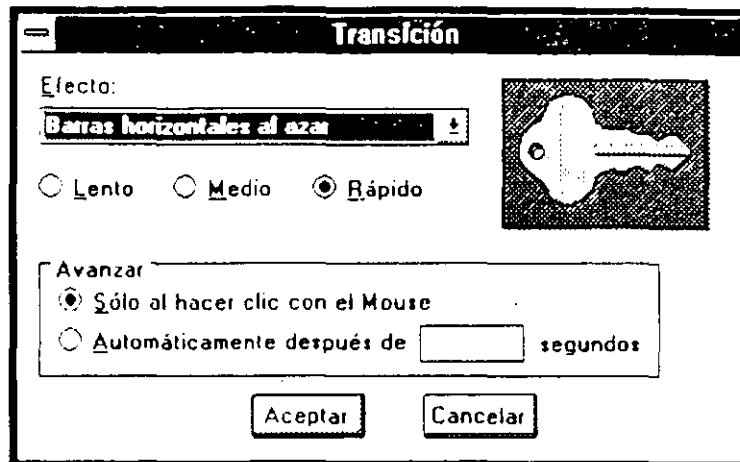 Transición
Efecto:
Barras horizontales al azar
Lento Medio Rápido
Avanzar
Sólo al hacer clic con el Mouse
Automáticamente después de segundos
Aceptar Cancelar